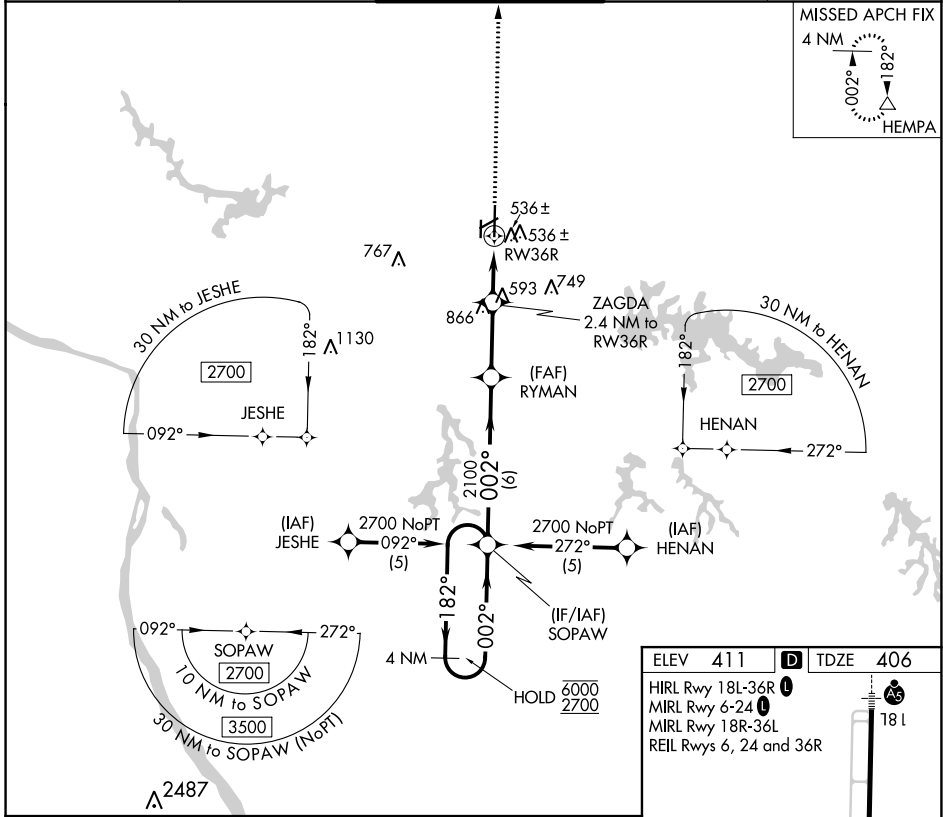 MISSED APCH FIX
4 NM
002°
182°
HEMPA
536 ±
536 ±
RW36R
767
593
749
866
ZAGDA
2.4 NM to
RW36R
30 NM to JESHE
182°
1130
2700
JESHE
092°
30 NM to HENAN
182°
2700
HENAN
272°
(FAF)
RYMAN
2100
002°
(6)
(IAF)
JESHE
2700 NoPT
092°
(5)
2700 NoPT
272°
(5)
(IAF)
HENAN
182°
002°
(IF/IAF)
SOPAW
4 NM
HOLD 6000
2700
092°
272°
SOPAW
2700
10 NM to SOPAW
3500
30 NM to SOPAW (NoPT)
2487
ELEV 411 D TDZE 406
HIRL Rwy 18L-36R L
MIRL Rwy 6-24 L
MIRL Rwy 18R-36L
REIL Rwys 6, 24 and 36R
A5
18L